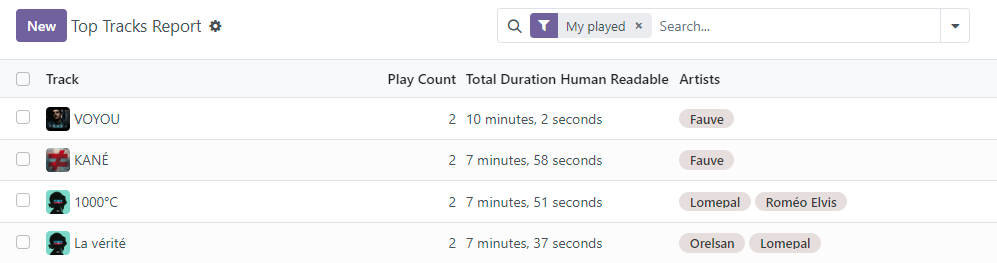 New Top Tracks Report My played × Search...
Track Play Count Total Duration Human Readable Artists
VOYOU 2 10 minutes, 2 seconds Fauve
KANÉ 2 7 minutes, 58 seconds Fauve
1000°C 2 7 minutes, 51 seconds Lomepal Roméo Elvis
La vérité 2 7 minutes, 37 seconds Orelsan Lomepal